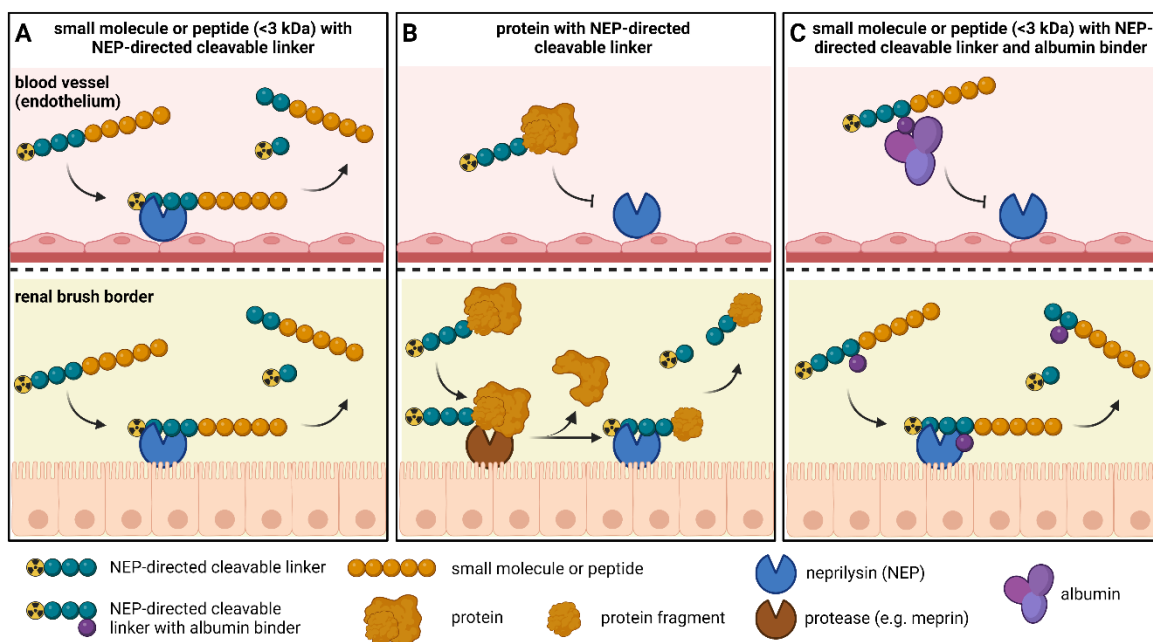 A
small molecule or peptide (<3 kDa) with
NEP-directed cleavable linker
B
protein with NEP-directed
cleavable linker
C
small molecule or peptide (<3 kDa) with NEP-
directed cleavable linker and albumin binder
blood vessel
(endothelium)
renal brush border
NEP-directed cleavable linker
small molecule or peptide
neprilysin (NEP)
albumin
NEP-directed cleavable
linker with albumin binder
protein
protein fragment
protease (e.g. meprin)